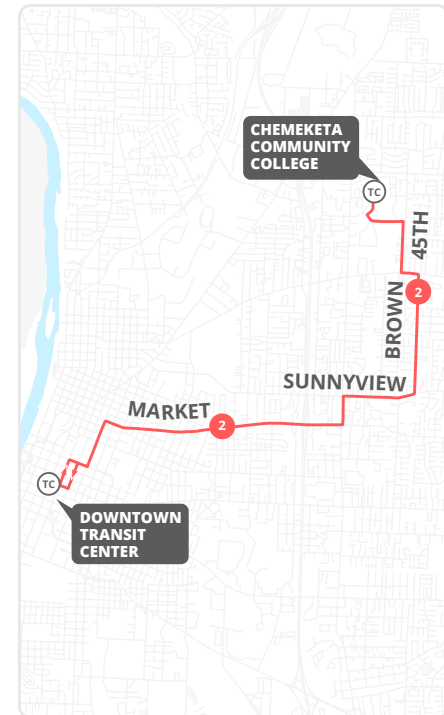 CHEMEKETA
COMMUNITY
COLLEGE
TC
45TH
2
BROWN
SUNNYVIEW
MARKET
2
TC
DOWNTOWN
TRANSIT
CENTER